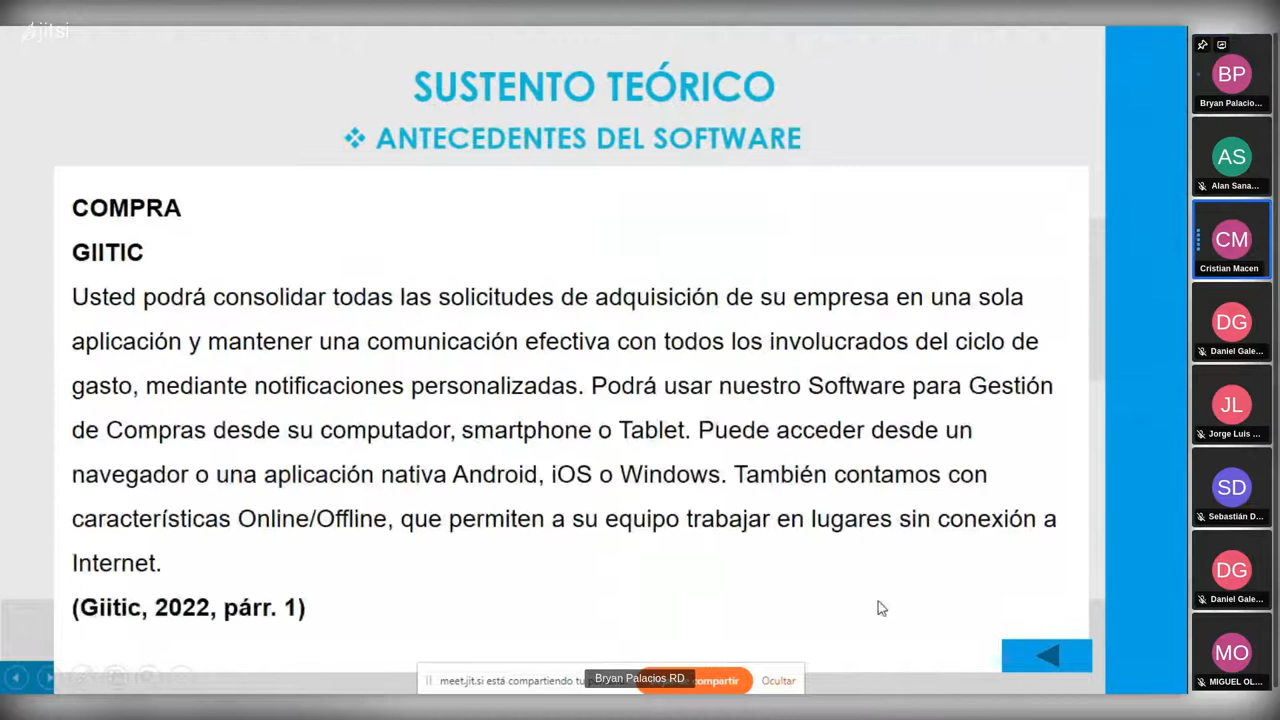 jitsi
SUSTENTO TEÓRICO
❖ ANTECEDENTES DEL SOFTWARE
COMPRA
GIITIC
Usted podrá consolidar todas las solicitudes de adquisición de su empresa en una sola
aplicación y mantener una comunicación efectiva con todos los involucrados del ciclo de
gasto, mediante notificaciones personalizadas. Podrá usar nuestro Software para Gestión
de Compras desde su computador, smartphone o Tablet. Puede acceder desde un
navegador o una aplicación nativa Android, iOS o Windows. También contamos con
características Online/Offline, que permiten a su equipo trabajar en lugares sin conexión a
Internet.
(Giitic, 2022, párr. 1)
meet.jit.si está compartiendo tu
compartir
Ocultar
Bryan Palacios RD
BP
Bryan Palacio...
AS
Alan Sana...
CM
Cristian Macen
DG
Daniel Gale...
JL
Jorge Luis ...
SD
Sebastián D...
DG
Daniel Gale...
MO
MIGUEL OL...